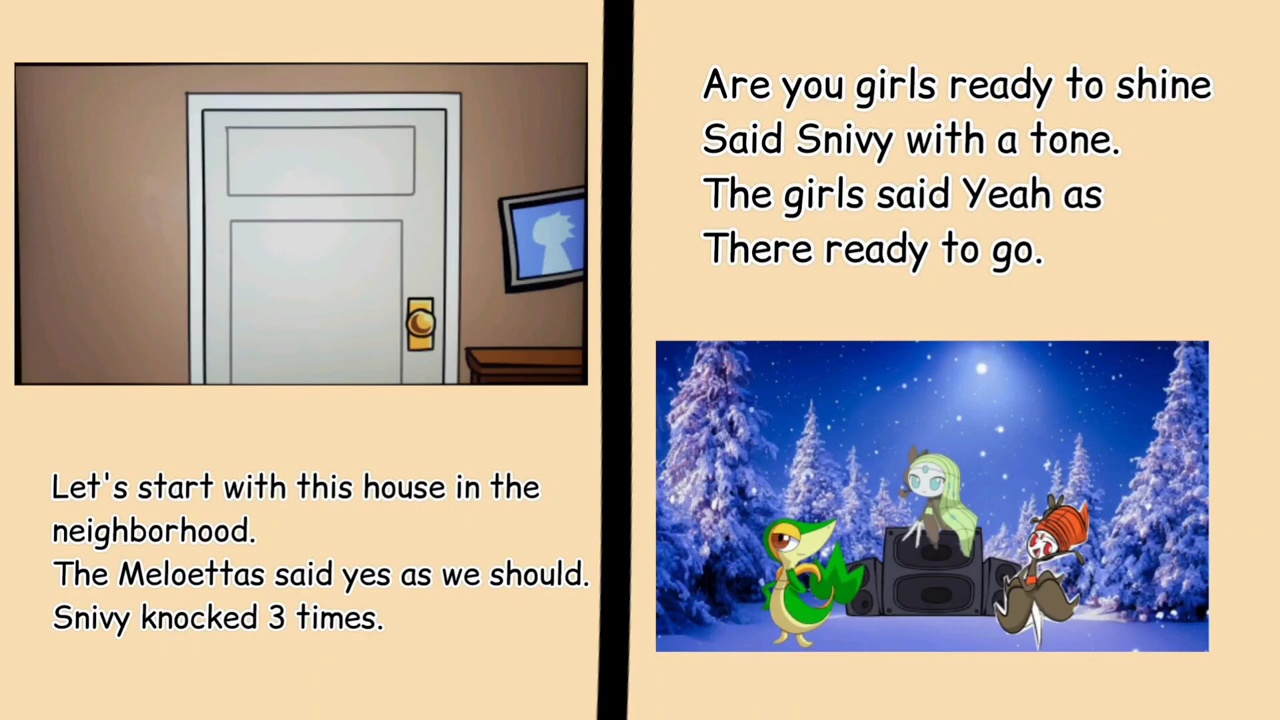 Let's start with this house in the
neighborhood.
The Meloettas said yes as we should.
Snivy knocked 3 times.
Are you girls ready to shine
Said Snivy with a tone.
The girls said Yeah as
There ready to go.